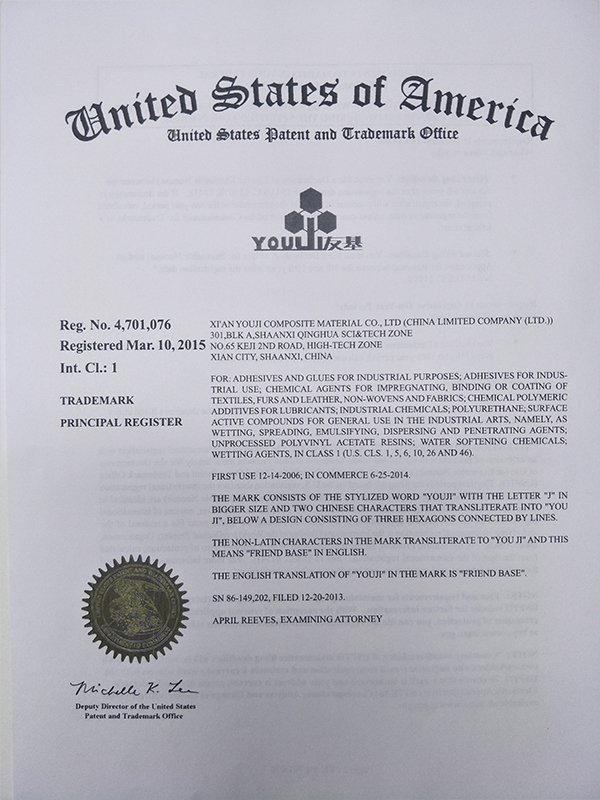 United States of America
United States Patent and Trademark Office
YOUJI友基
Reg. No. 4,701,076
Registered Mar. 10, 2015
Int. Cl.: 1
TRADEMARK
PRINCIPAL REGISTER
XI'AN YOUJI COMPOSITE MATERIAL CO., LTD (CHINA LIMITED COMPANY (LTD.))
301,BLK A,SHAANXI QINGHUA SCI&TECH ZONE
NO.65 KEJI 2ND ROAD, HIGH-TECH ZONE
XIAN CITY, SHAANXI, CHINA
FOR: ADHESIVES AND GLUES FOR INDUSTRIAL PURPOSES; ADHESIVES FOR INDUS-
TRIAL USE; CHEMICAL AGENTS FOR IMPREGNATING, BINDING OR COATING OF
TEXTILES, FURS AND LEATHER, NON-WOVENS AND FABRICS; CHEMICAL POLYMERIC
ADDITIVES FOR LUBRICANTS; INDUSTRIAL CHEMICALS; POLYURETHANE; SURFACE
ACTIVE COMPOUNDS FOR GENERAL USE IN THE INDUSTRIAL ARTS, NAMELY, AS
WETTING, SPREADING, EMULSIFYING, DISPERSING AND PENETRATING AGENTS;
UNPROCESSED POLYVINYL ACETATE RESINS; WATER SOFTENING CHEMICALS;
WETTING AGENTS, IN CLASS 1 (U.S. CLS. 1, 5, 6, 10, 26 AND 46).
FIRST USE 12-14-2006; IN COMMERCE 6-25-2014.
THE MARK CONSISTS OF THE STYLIZED WORD "YOUJI" WITH THE LETTER "J" IN
BIGGER SIZE AND TWO CHINESE CHARACTERS THAT TRANSLITERATE INTO "YOU
JI", BELOW A DESIGN CONSISTING OF THREE HEXAGONS CONNECTED BY LINES.
THE NON-LATIN CHARACTERS IN THE MARK TRANSLITERATE TO "YOU JI" AND THIS
MEANS "FRIEND BASE" IN ENGLISH.
THE ENGLISH TRANSLATION OF "YOUJI" IN THE MARK IS "FRIEND BASE".
SN 86-149,202, FILED 12-20-2013.
APRIL REEVES, EXAMINING ATTORNEY
Michelle K. Lee
Deputy Director of the United States
Patent and Trademark Office